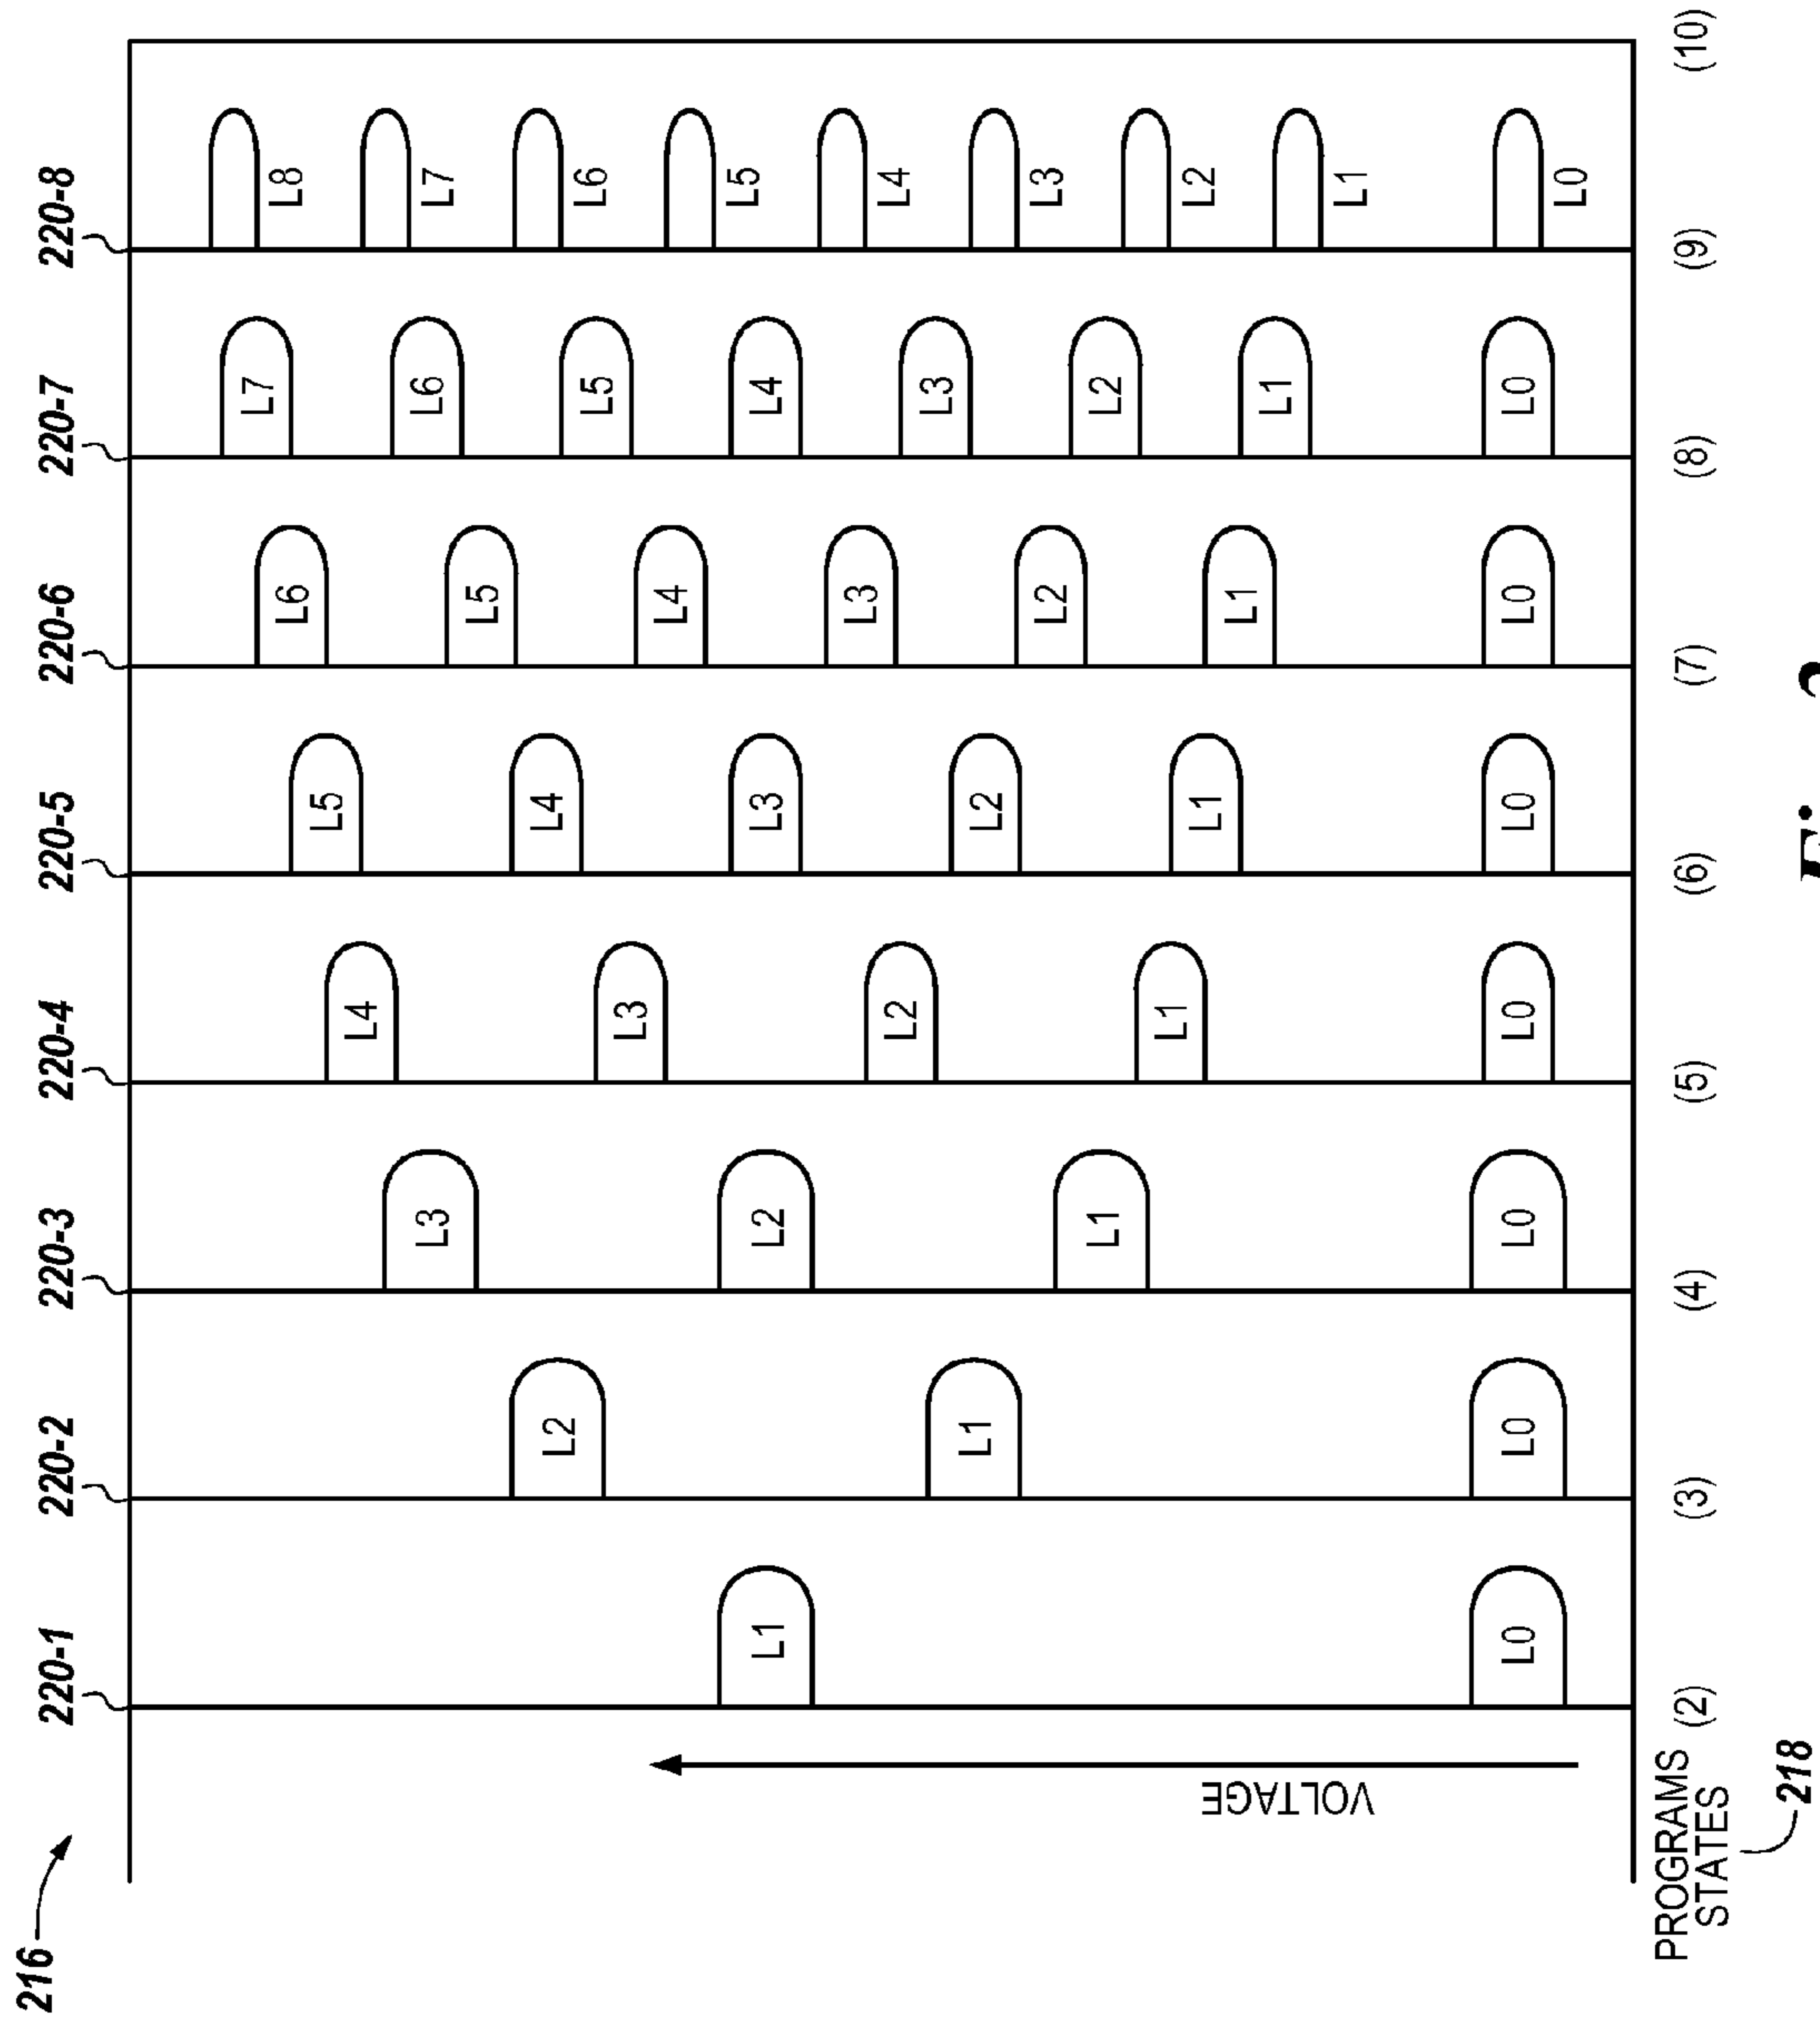 216
220-1
220-2
220-3
220-4
220-5
220-6
220-7
220-8
VOLTAGE
L1
L0
L2
L1
L0
L3
L2
L1
L0
L4
L3
L2
L1
L0
L5
L4
L3
L2
L1
L0
L6
L5
L4
L3
L2
L1
L0
L7
L6
L5
L4
L3
L2
L1
L0
L8
L7
L6
L5
L4
L3
L2
L1
L0
PROGRAMS
STATES
(2)
(3)
(4)
(5)
(6)
(7)
(8)
(9)
(10)
218